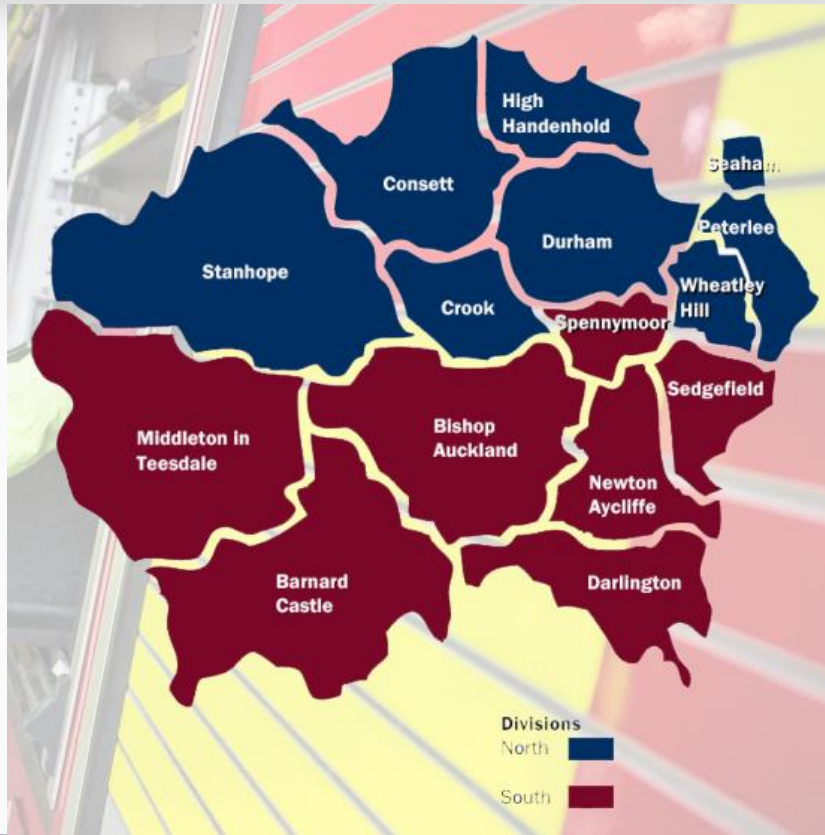 High
Handenhold
Seaham
Consett
Peterlee
Durham
Stanhope
Wheatley
Hill
Crook
Spennymoor
Sedgefield
Middleton in
Teesdale
Bishop
Auckland
Newton
Aycliffe
Barnard
Castle
Darlington
Divisions
North
South